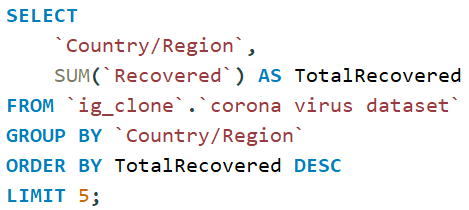 SELECT
    `Country/Region`,
    SUM(`Recovered`) AS TotalRecovered
FROM `ig_clone`.`corona virus dataset`
GROUP BY `Country/Region`
ORDER BY TotalRecovered DESC
LIMIT 5;